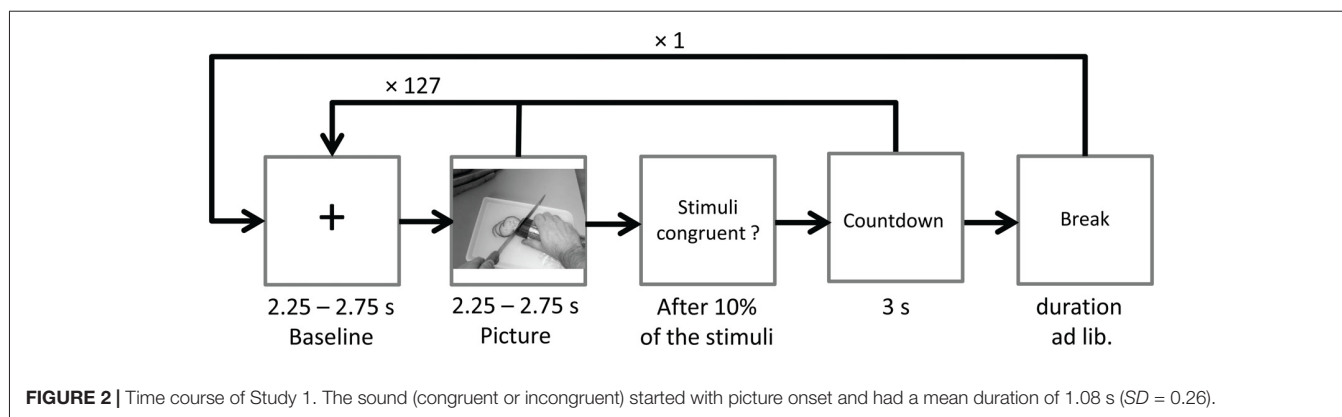 × 1
× 127
+
Stimuli
congruent ?
Countdown
Break
2.25 – 2.75 s
Baseline
2.25 – 2.75 s
Picture
After 10%
of the stimuli
3 s
duration
ad lib.
FIGURE 2 | Time course of Study 1. The sound (congruent or incongruent) started with picture onset and had a mean duration of 1.08 s (SD = 0.26).